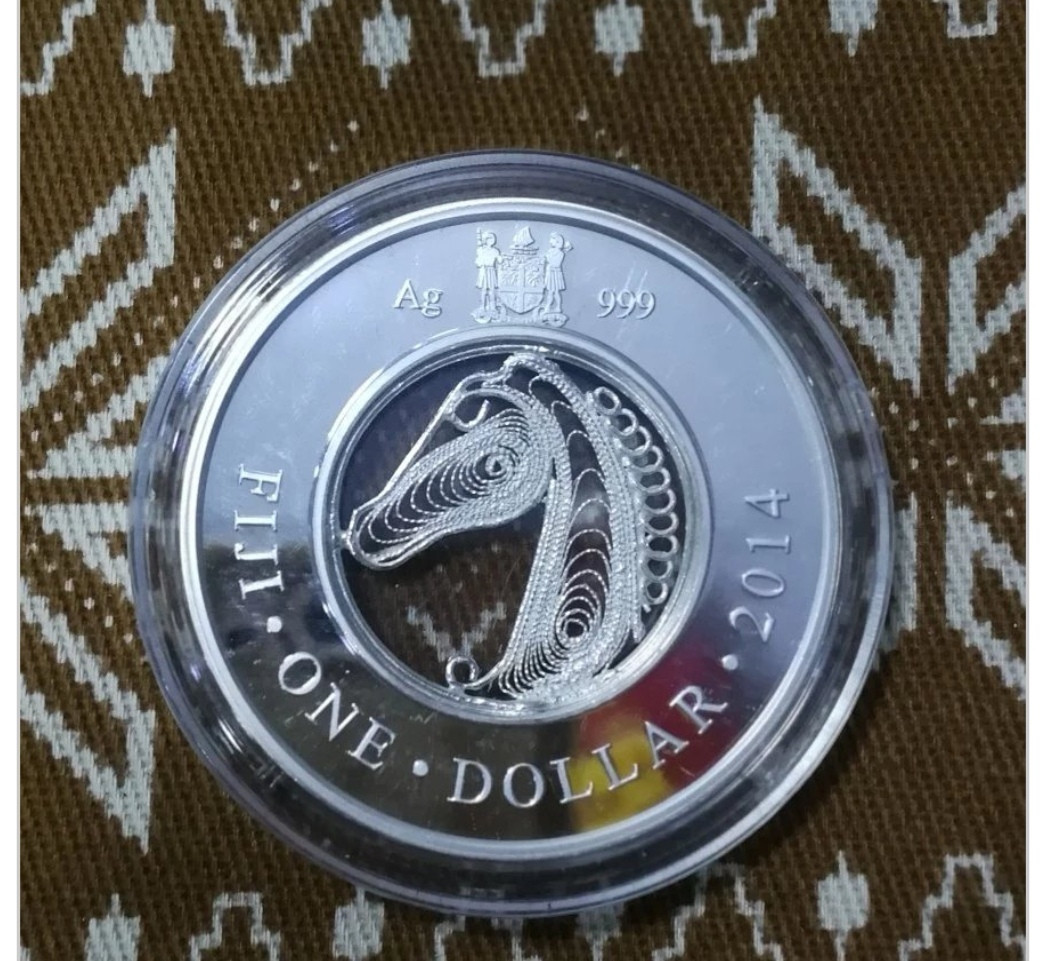 Ag 999
FIJI · ONE · DOLLAR · 2014